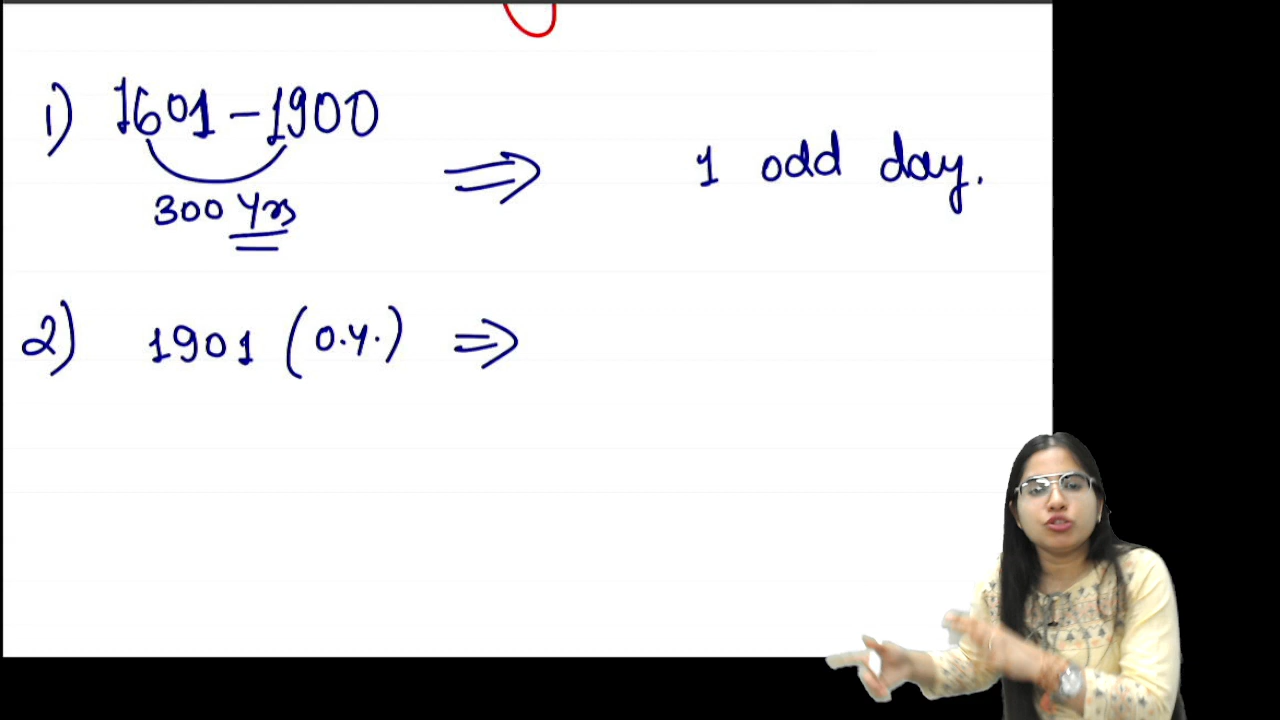 1) 1601 - 1900 ⇒ 1 odd day.
300 Yrs
2) 1901 (O.Y.) ⇒